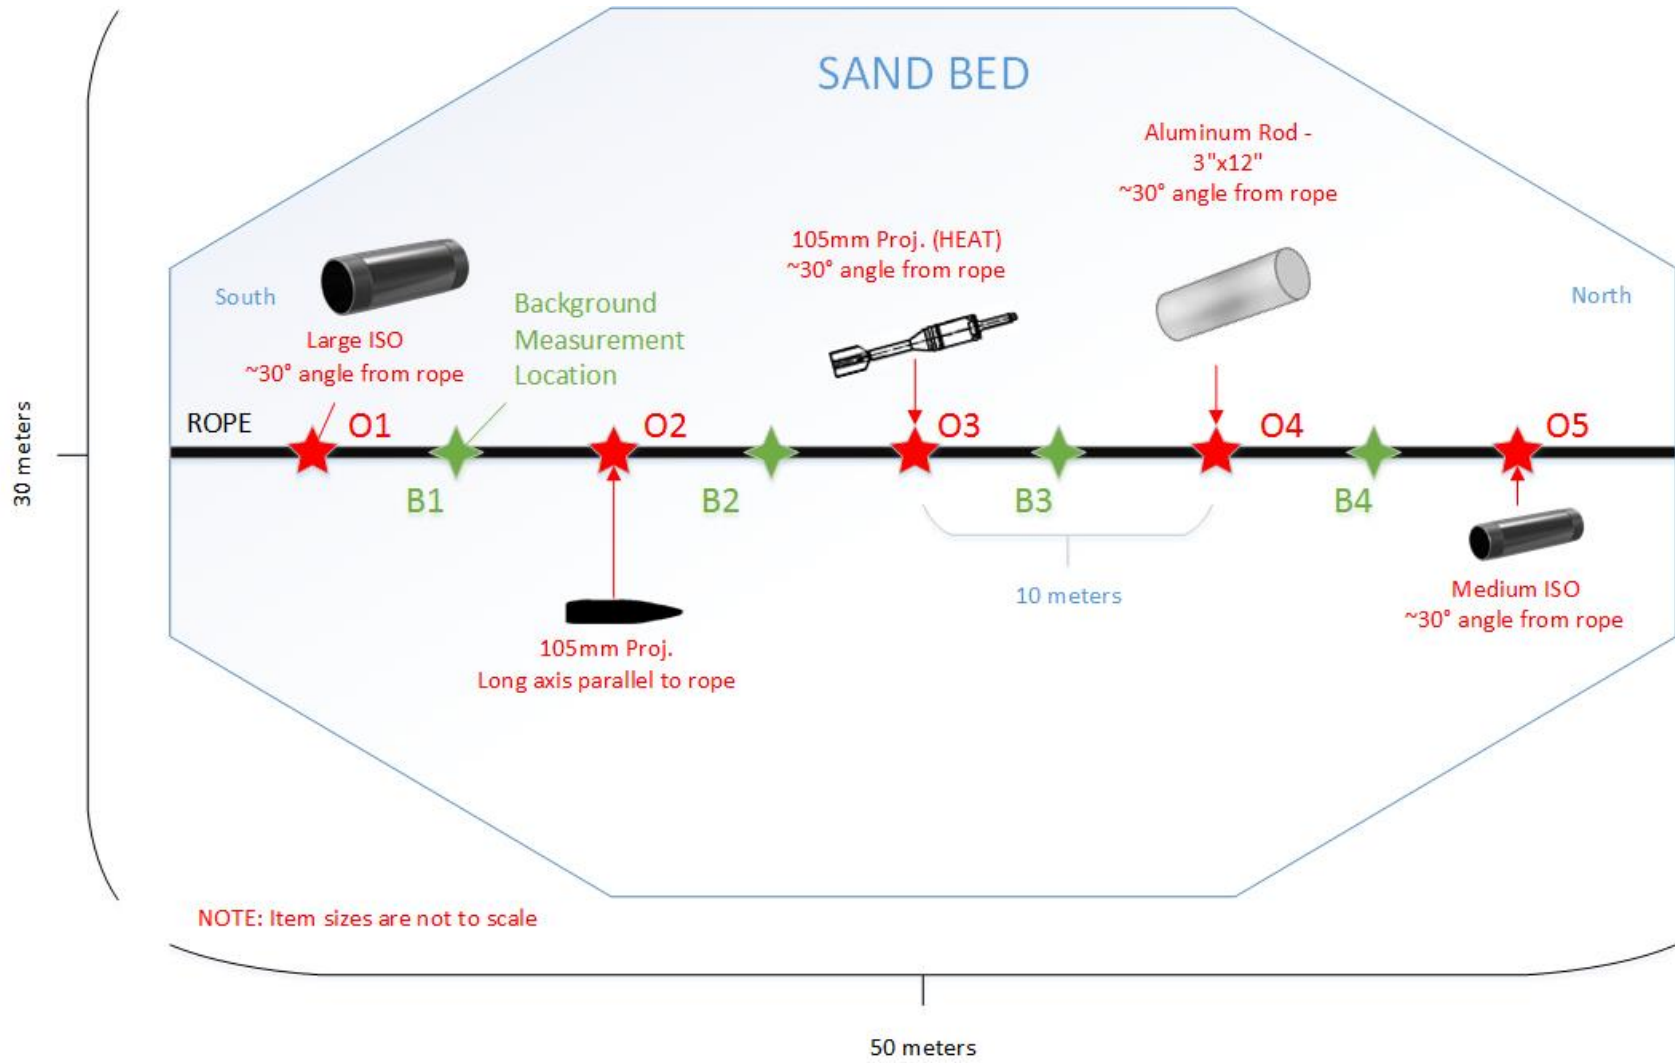 SAND BED
Aluminum Rod -
3"x12"
~30° angle from rope
105mm Proj. (HEAT)
~30° angle from rope
South
North
Background
Measurement
Location
Large ISO
~30° angle from rope
ROPE
O1
O2
O3
O4
O5
30 meters
B1
B2
B3
B4
10 meters
Medium ISO
~30° angle from rope
105mm Proj.
Long axis parallel to rope
NOTE: Item sizes are not to scale
50 meters